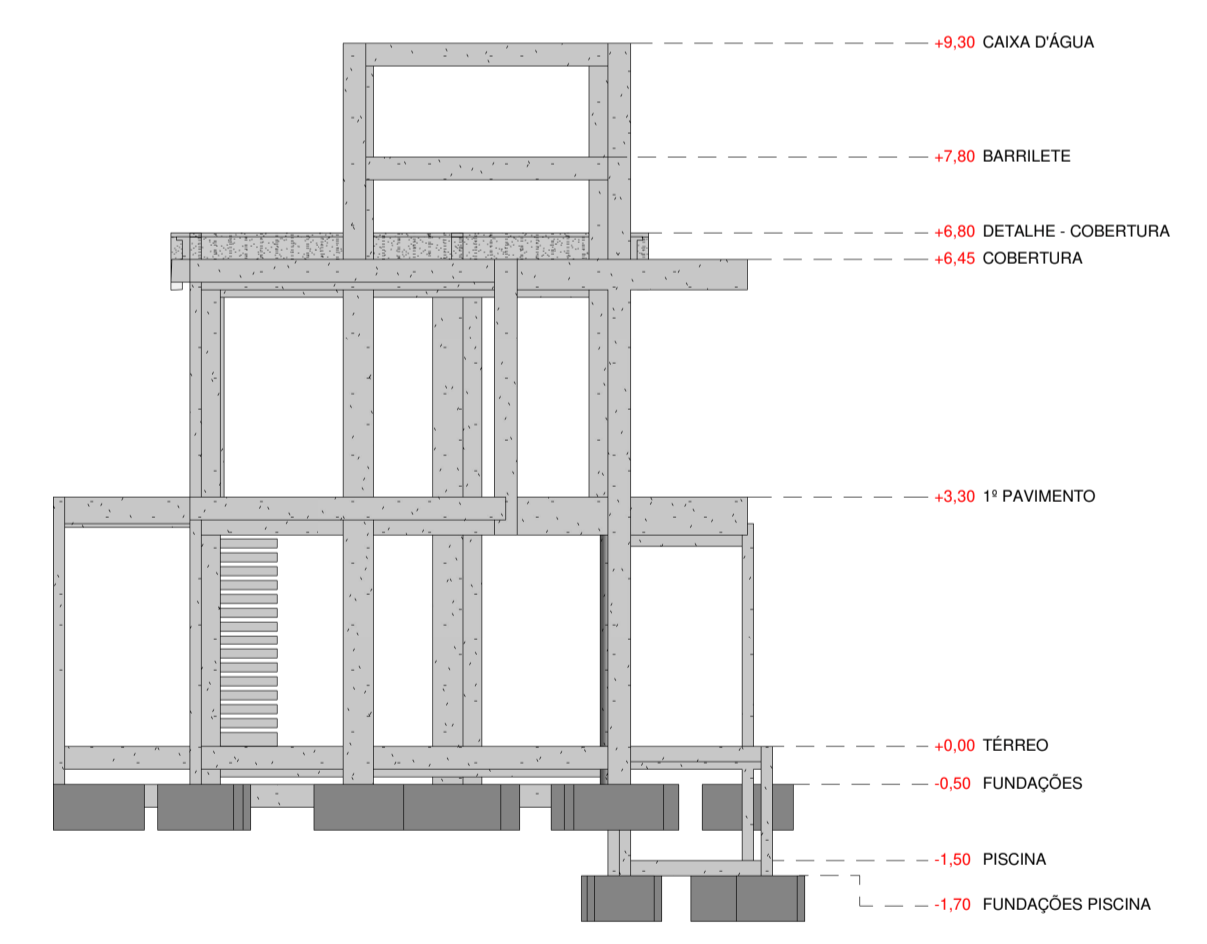 +9,30 CAIXA D'ÁGUA
+7,80 BARRILETE
+6,80 DETALHE - COBERTURA
+6,45 COBERTURA
+3,30 1º PAVIMENTO
+0,00 TÉRREO
-0,50 FUNDAÇÕES
-1,50 PISCINA
-1,70 FUNDAÇÕES PISCINA